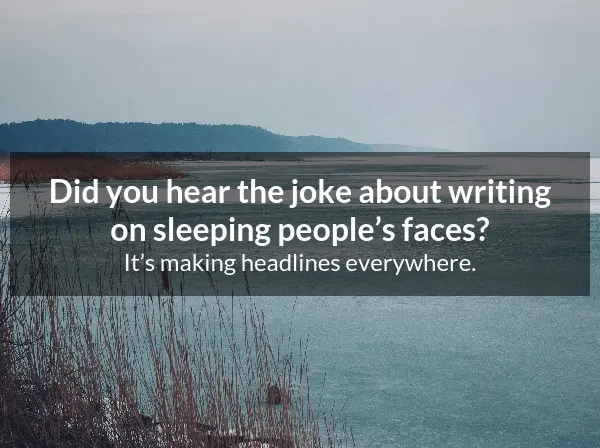 Did you hear the joke about writing
on sleeping people’s faces?
It’s making headlines everywhere.